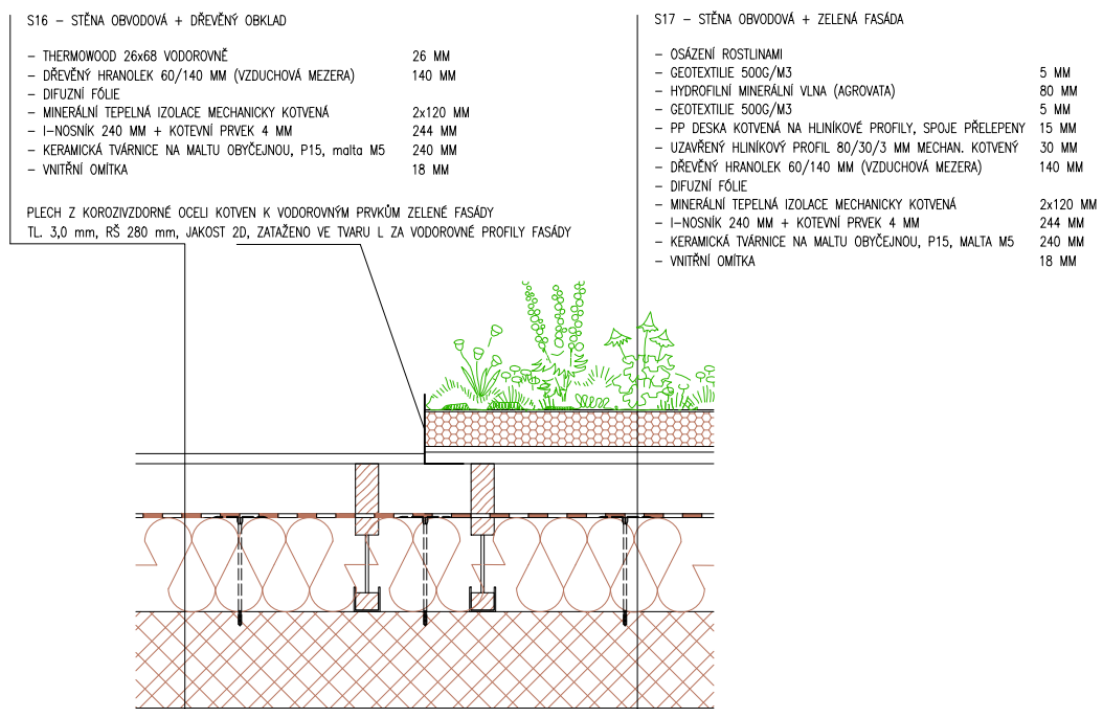 S16 – STĚNA OBVODOVÁ + DŘEVĚNÝ OBKLAD
– THERMOWOOD 26x68 VODOROVNĚ 26 MM
– DŘEVĚNÝ HRANOLEK 60/140 MM (VZDUCHOVÁ MEZERA) 140 MM
– DIFUZNÍ FÓLIE
– MINERÁLNÍ TEPELNÁ IZOLACE MECHANICKY KOTVENÁ 2x120 MM
– I–NOSNÍK 240 MM + KOTEVNÍ PRVEK 4 MM 244 MM
– KERAMICKÁ TVÁRNICE NA MALTU OBYČEJNOU, P15, malta M5 240 MM
– VNITŘNÍ OMÍTKA 18 MM
PLECH Z KOROZIVZDORNÉ OCELI KOTVEN K VODOROVNÝM PRVKŮM ZELENÉ FASÁDY
TL. 3,0 mm, RŠ 280 mm, JAKOST 2D, ZATAŽENO VE TVARU L ZA VODOROVNÉ PROFILY FASÁDY
S17 – STĚNA OBVODOVÁ + ZELENÁ FASÁDA
– OSÁZENÍ ROSTLINAMI
– GEOTEXTILIE 500G/M3 5 MM
– HYDROFILNÍ MINERÁLNÍ VLNA (AGROVATA) 80 MM
– GEOTEXTILIE 500G/M3 5 MM
– PP DESKA KOTVENÁ NA HLINÍKOVÉ PROFILY, SPOJE PŘELEPENY 15 MM
– UZAVŘENÝ HLINÍKOVÝ PROFIL 80/30/3 MM MECHAN. KOTVENÝ 30 MM
– DŘEVĚNÝ HRANOLEK 60/140 MM (VZDUCHOVÁ MEZERA) 140 MM
– DIFUZNÍ FÓLIE
– MINERÁLNÍ TEPELNÁ IZOLACE MECHANICKY KOTVENÁ 2x120 MM
– I–NOSNÍK 240 MM + KOTEVNÍ PRVEK 4 MM 244 MM
– KERAMICKÁ TVÁRNICE NA MALTU OBYČEJNOU, P15, MALTA M5 240 MM
– VNITŘNÍ OMÍTKA 18 MM